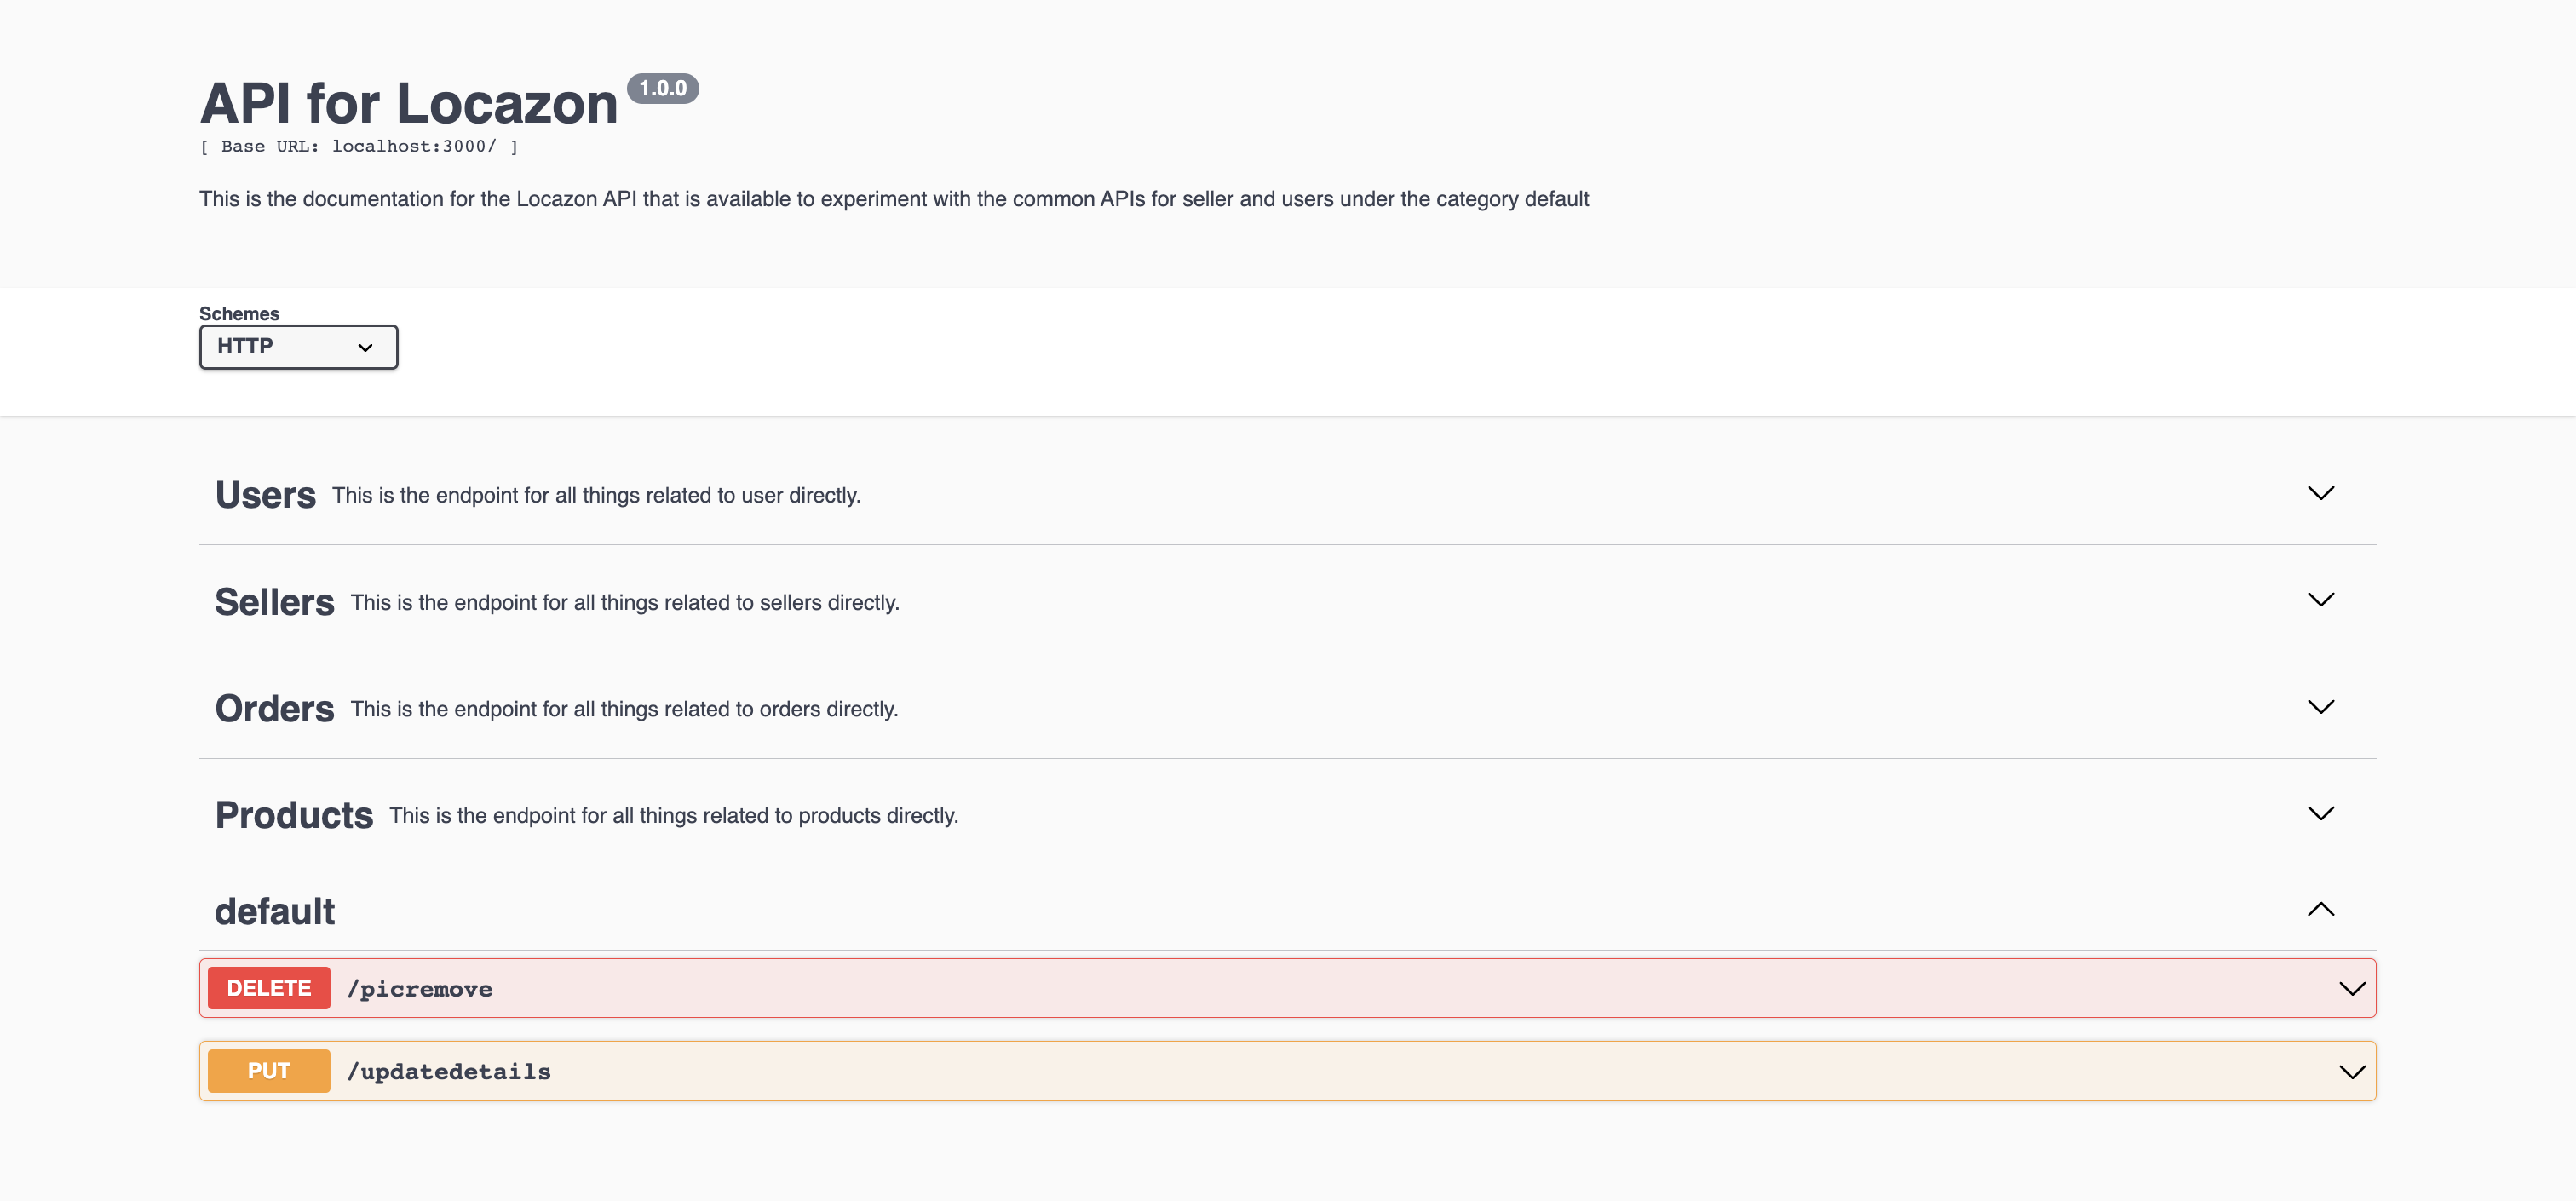 API for Locazon 1.0.0
[ Base URL: localhost:3000/ ]
This is the documentation for the Locazon API that is available to experiment with the common APIs for seller and users under the category default
Schemes
HTTP
Users This is the endpoint for all things related to user directly.
Sellers This is the endpoint for all things related to sellers directly.
Orders This is the endpoint for all things related to orders directly.
Products This is the endpoint for all things related to products directly.
default
DELETE /picremove
PUT /updatedetails